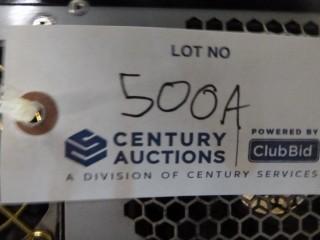 LOT NO
500A
CENTURY AUCTIONS
POWERED BY
ClubBid
A DIVISION OF CENTURY SERVICES